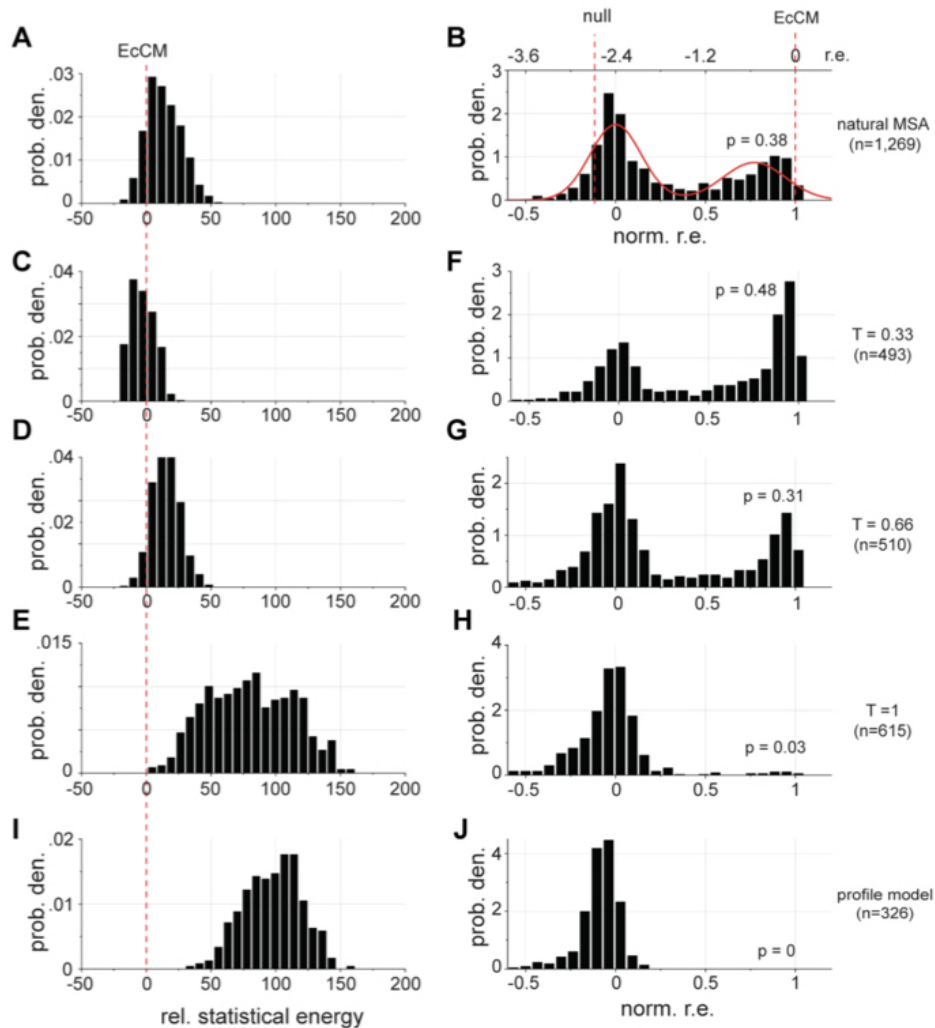 null
EcCM
A
EcCM
prob. den.
.03
.02
.01
0
-50 0 50 100 150 200
B
-3.6 -2.4 -1.2 0 r.e.
prob. den.
3
2
1
0
p = 0.38
-0.5 0 0.5 1
norm. r.e.
natural MSA
(n=1,269)
C
prob. den.
.04
.02
0
-50 0 50 100 150 200
F
prob. den.
3
2
1
0
p = 0.48
-0.5 0 0.5 1
T = 0.33
(n=493)
D
prob. den.
.04
.02
0
-50 0 50 100 150 200
G
prob. den.
2
1
0
p = 0.31
-0.5 0 0.5 1
T = 0.66
(n=510)
E
prob. den.
.015
0
-50 0 50 100 150 200
H
prob. den.
4
2
0
p = 0.03
-0.5 0 0.5 1
T =1
(n=615)
I
prob. den.
.02
.01
0
-50 0 50 100 150 200
rel. statistical energy
J
prob. den.
4
2
0
p = 0
-0.5 0 0.5 1
norm. r.e.
profile model
(n=326)